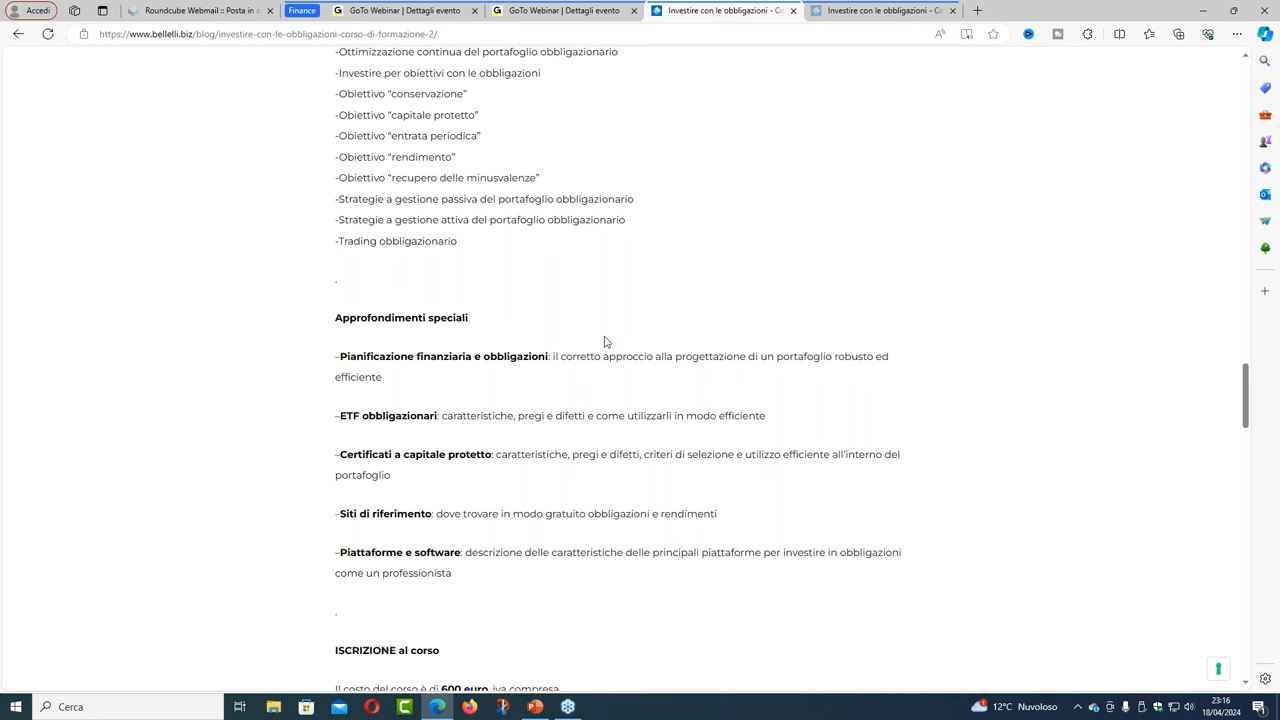 Accedi
Roundcube Webmail :: Posta in a
Finance
GoTo Webinar | Dettagli evento
GoTo Webinar | Dettagli evento
Investire con le obbligazioni - Co
Investire con le obbligazioni - Co
https://www.bellelli.biz/blog/investire-con-le-obbligazioni-corso-di-formazione-2/
-Ottimizzazione continua del portafoglio obbligazionario
-Investire per obiettivi con le obbligazioni
-Obiettivo “conservazione”
-Obiettivo “capitale protetto”
-Obiettivo “entrata periodica”
-Obiettivo “rendimento”
-Obiettivo “recupero delle minusvalenze”
-Strategie a gestione passiva del portafoglio obbligazionario
-Strategie a gestione attiva del portafoglio obbligazionario
-Trading obbligazionario
.
Approfondimenti speciali
–Pianificazione finanziaria e obbligazioni: il corretto approccio alla progettazione di un portafoglio robusto ed
efficiente
–ETF obbligazionari: caratteristiche, pregi e difetti e come utilizzarli in modo efficiente
–Certificati a capitale protetto: caratteristiche, pregi e difetti, criteri di selezione e utilizzo efficiente all’interno del
portafoglio
–Siti di riferimento: dove trovare in modo gratuito obbligazioni e rendimenti
–Piattaforme e software: descrizione delle caratteristiche delle principali piattaforme per investire in obbligazioni
come un professionista
.
ISCRIZIONE al corso
Il costo del corso è di 600 euro, iva compresa
Cerca
12°C Nuvoloso
23:16
18/04/2024